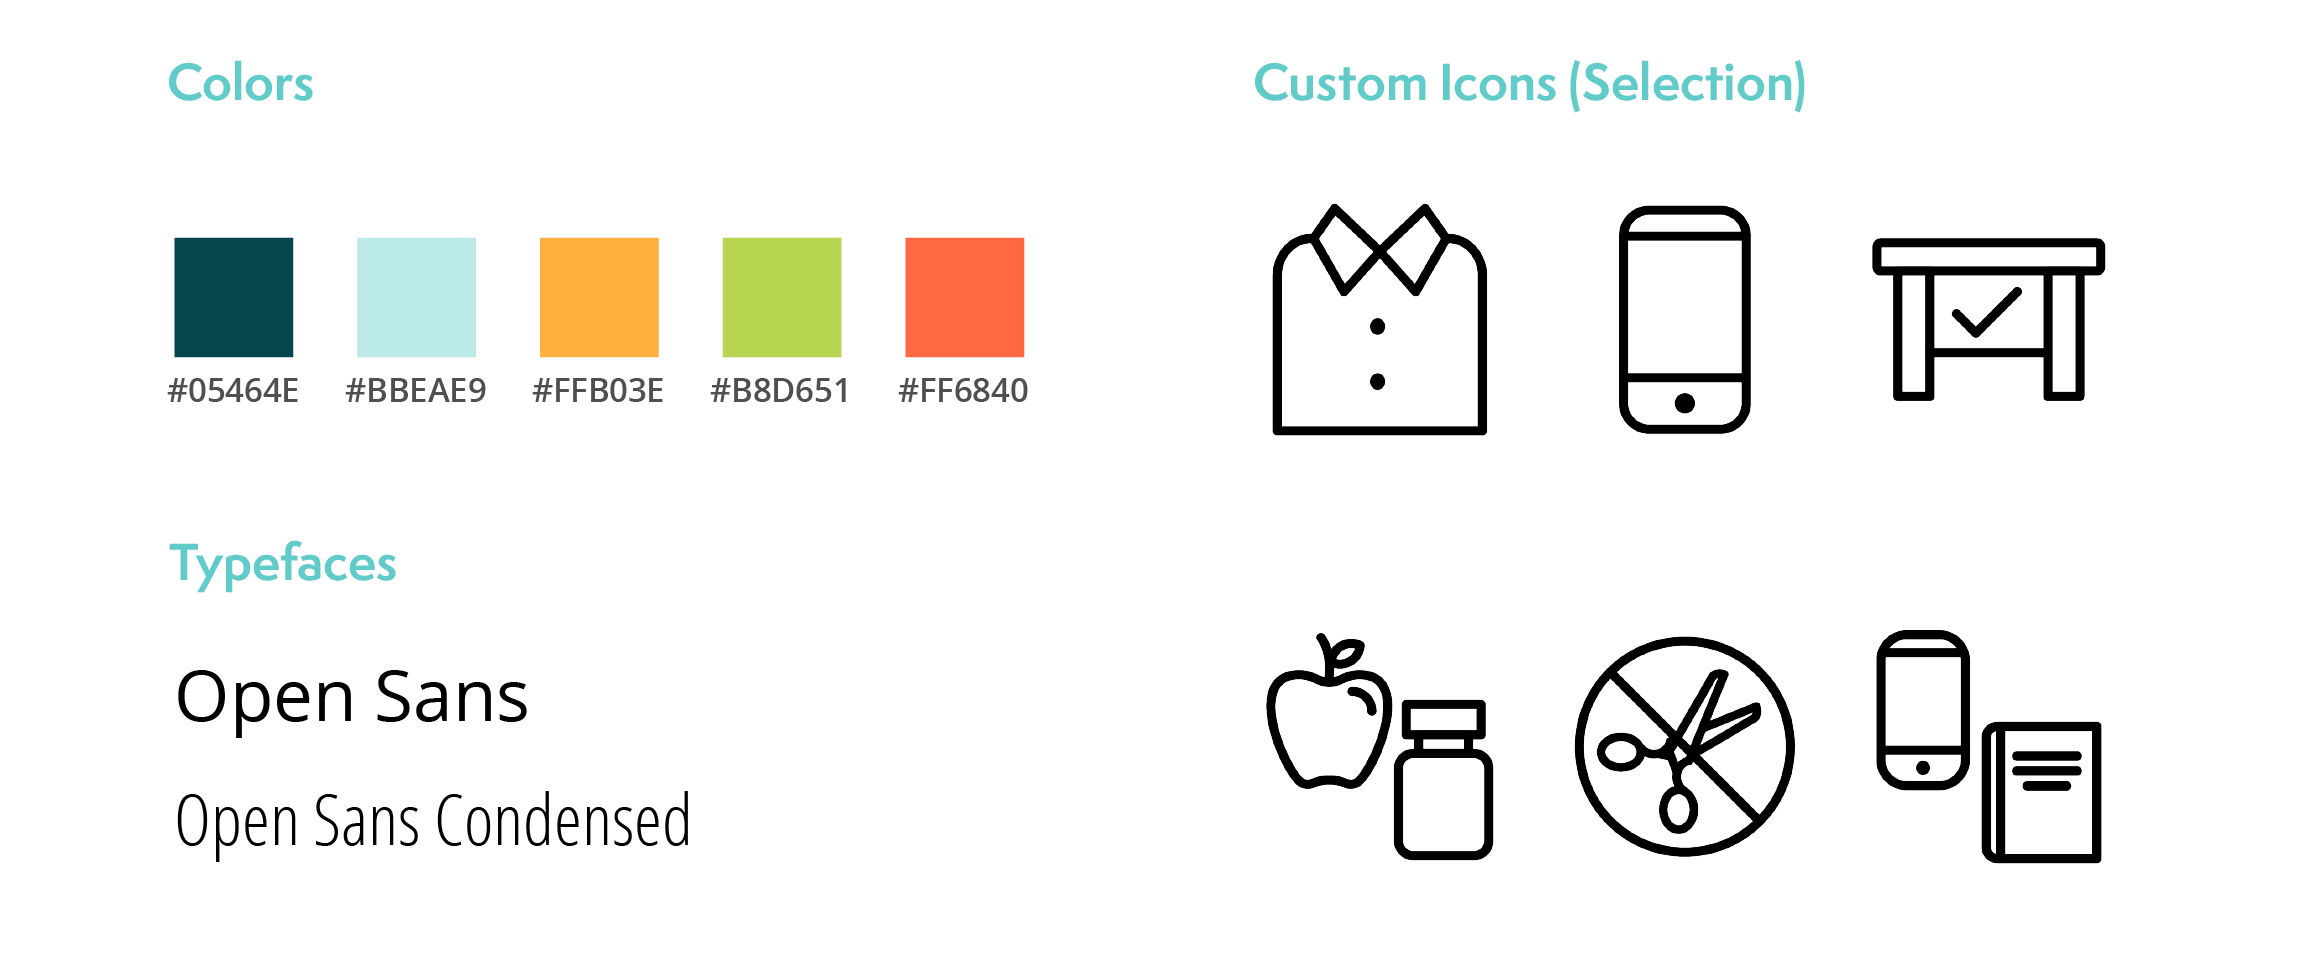 Colors
#05464E
#BBEAE9
#FFB03E
#B8D651
#FF6840
Typefaces
Open Sans
Open Sans Condensed
Custom Icons (Selection)